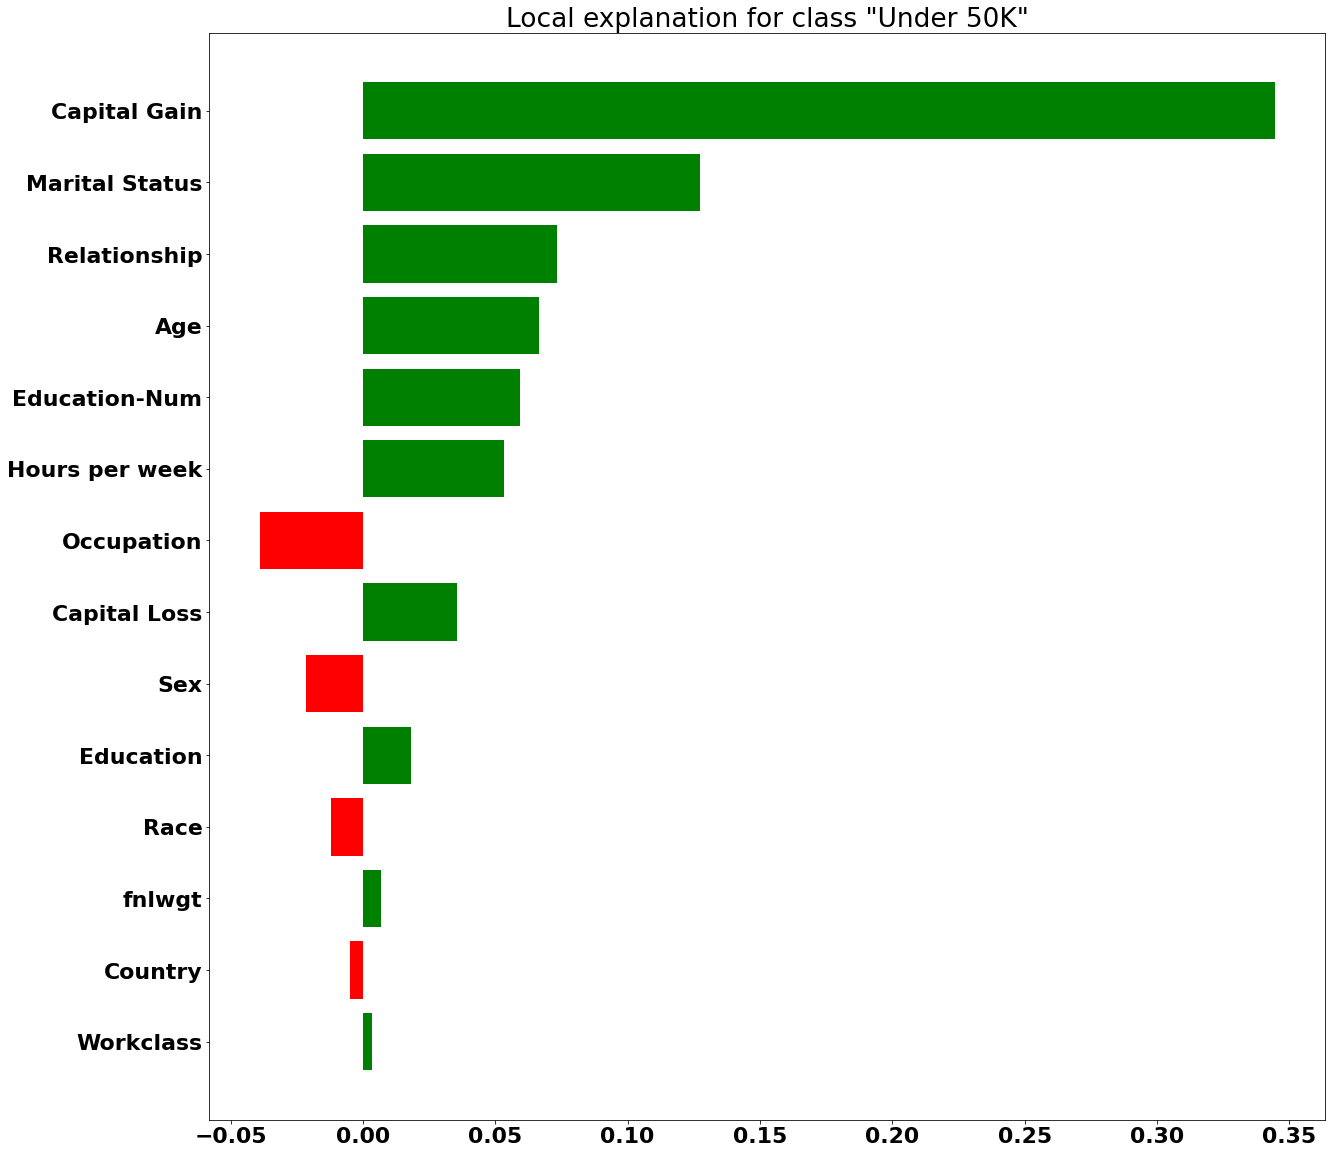 Local explanation for class "Under 50K"
Capital Gain
Marital Status
Relationship
Age
Education-Num
Hours per week
Occupation
Capital Loss
Sex
Education
Race
fnlwgt
Country
Workclass
−0.05 0.00 0.05 0.10 0.15 0.20 0.25 0.30 0.35